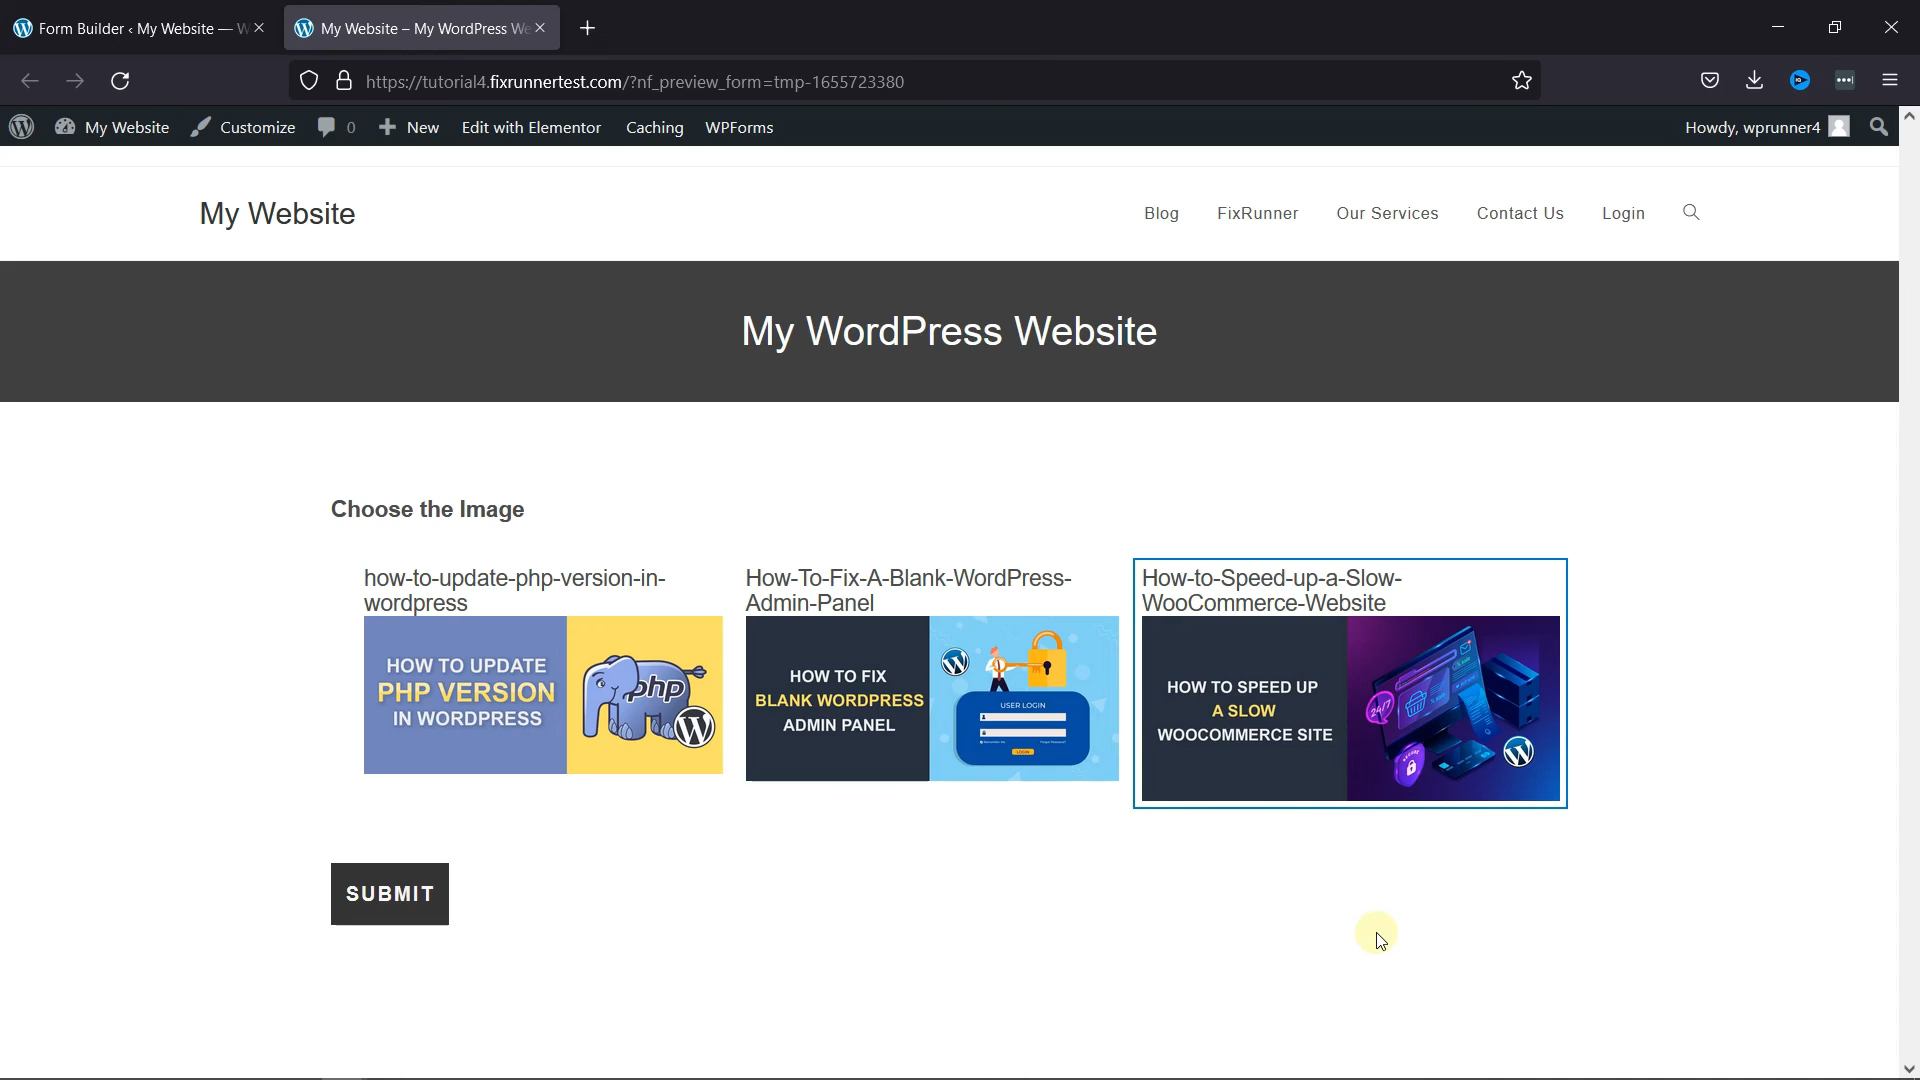 Form Builder ‹ My Website — W
My Website – My WordPress We
https://tutorial4.fixrunnertest.com/?nf_preview_form=tmp-1655723380
My Website
Customize
0
New
Edit with Elementor
Caching
WPForms
Howdy, wprunner4
My Website
Blog
FixRunner
Our Services
Contact Us
Login
My WordPress Website
Choose the Image
how-to-update-php-version-in-
wordpress
HOW TO UPDATE
PHP VERSION
IN WORDPRESS
php
How-To-Fix-A-Blank-WordPress-
Admin-Panel
HOW TO FIX
BLANK WORDPRESS
ADMIN PANEL
USER LOGIN
LOGIN
How-to-Speed-up-a-Slow-
WooCommerce-Website
HOW TO SPEED UP
A SLOW
WOOCOMMERCE SITE
24/7
SUBMIT